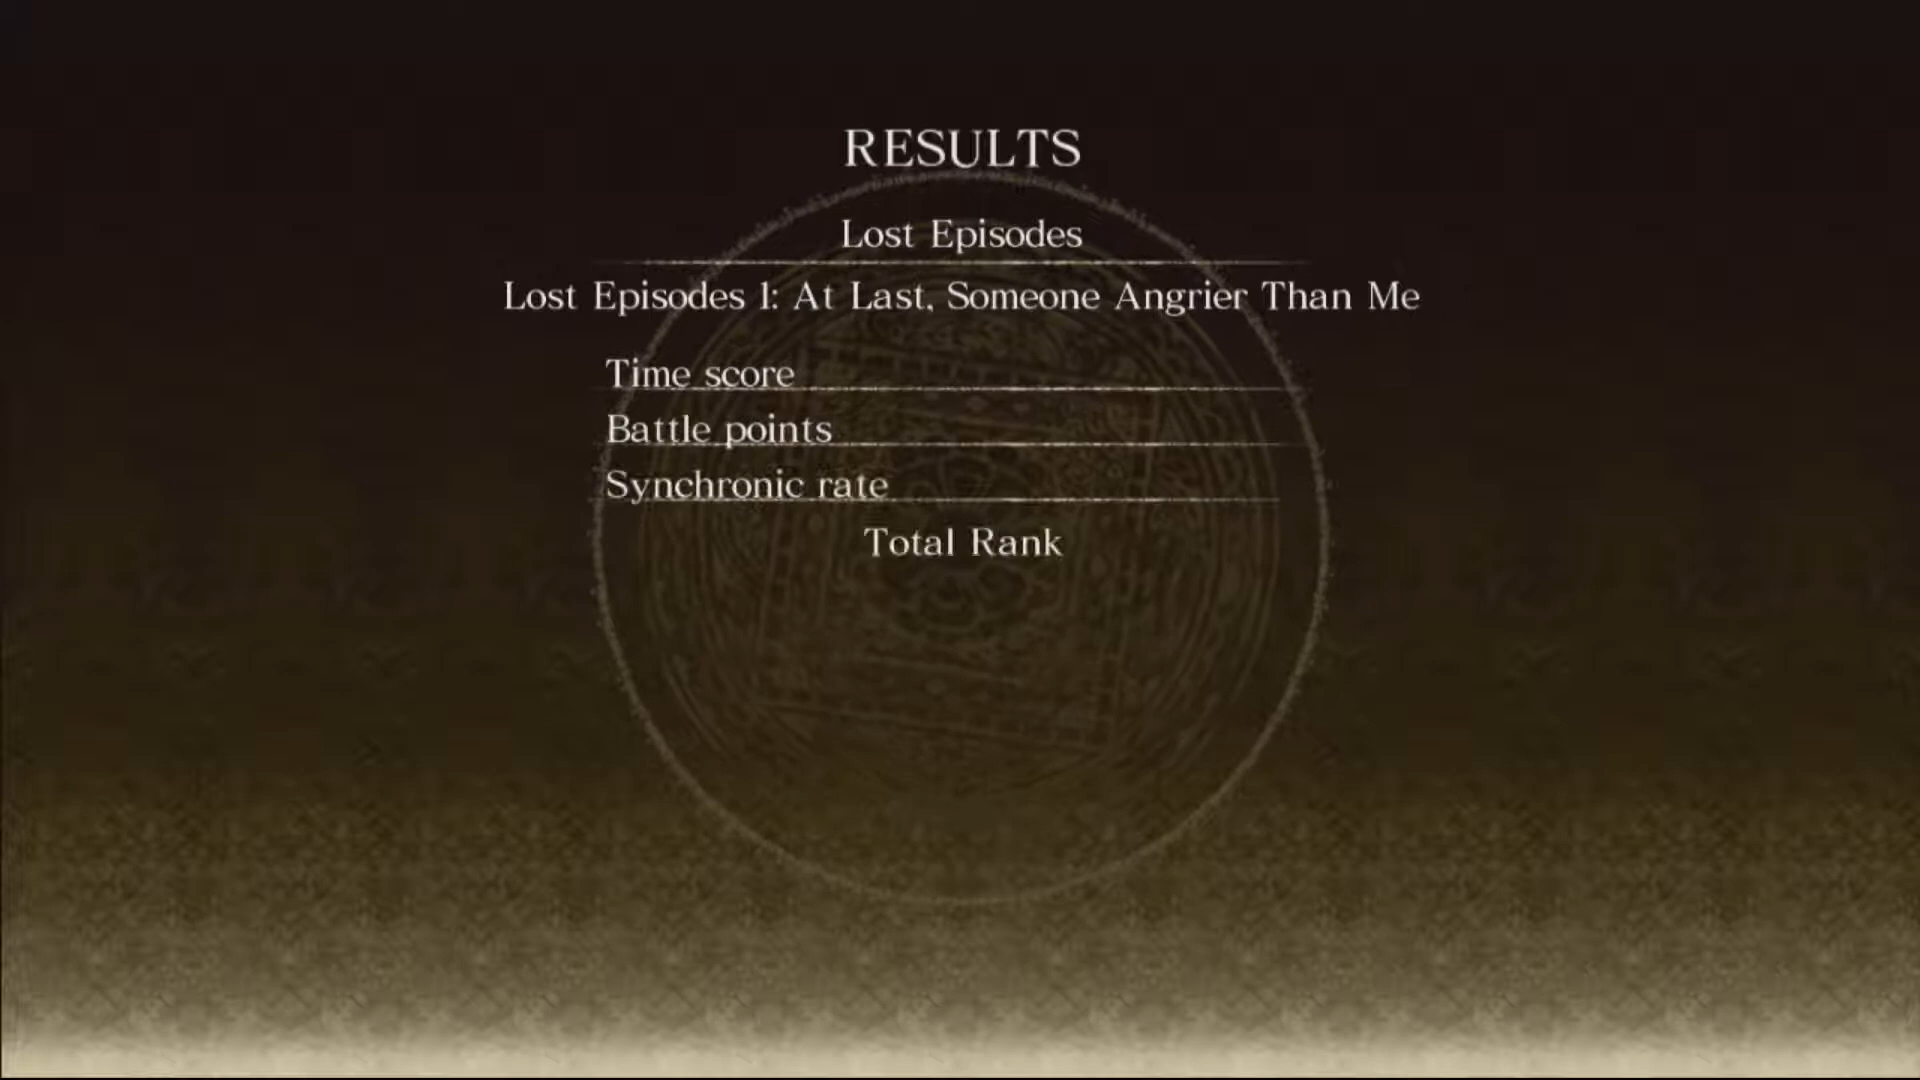 RESULTS
Lost Episodes
Lost Episodes 1: At Last, Someone Angrier Than Me
Time score
Battle points
Synchronic rate
Total Rank